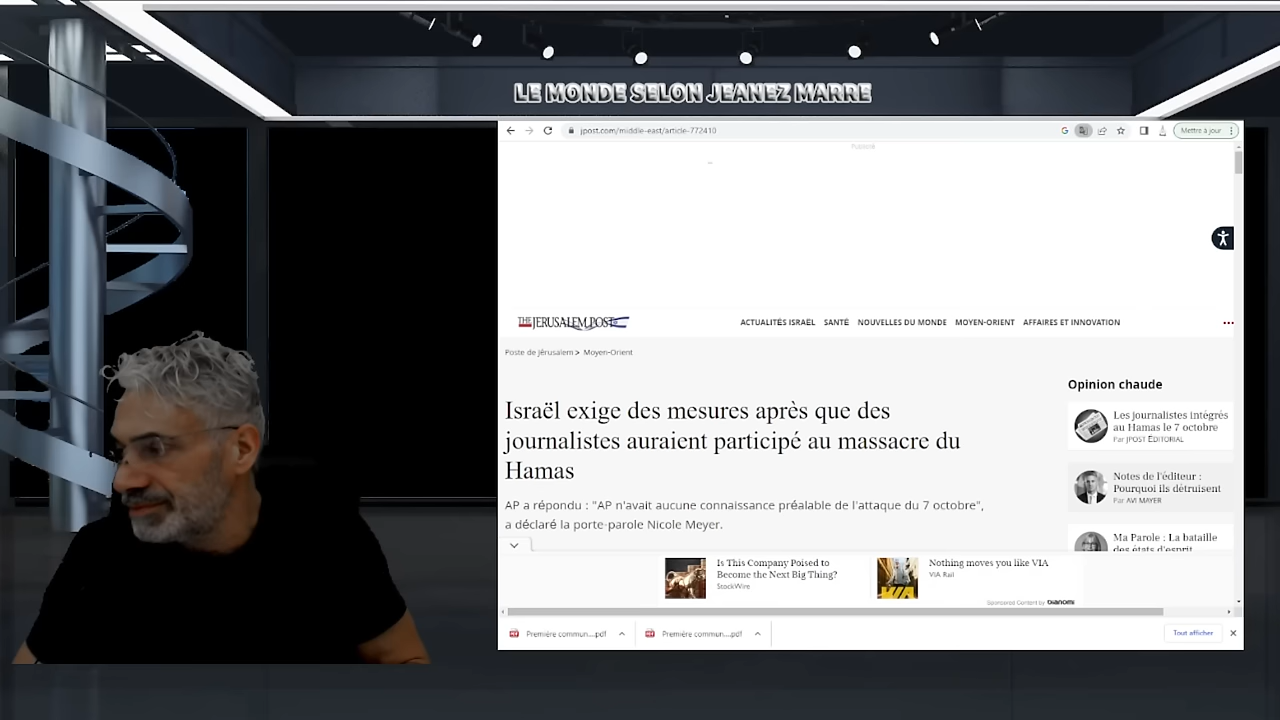 LE MONDE SELON JEANEZ MARRE
jpost.com/middle-east/article-772410
Mettre à jour
Publicité
THE JERUSALEM POST
ACTUALITÉS ISRAËL SANTÉ NOUVELLES DU MONDE MOYEN-ORIENT AFFAIRES ET INNOVATION
Poste de Jérusalem > Moyen-Orient
Israël exige des mesures après que des
journalistes auraient participé au massacre du
Hamas
AP a répondu : "AP n'avait aucune connaissance préalable de l'attaque du 7 octobre",
a déclaré la porte-parole Nicole Meyer.
Opinion chaude
Les journalistes intégrés
au Hamas le 7 octobre
Par JPOST ÉDITORIAL
Notes de l'éditeur :
Pourquoi ils détruisent
Par AVI MAYER
Ma Parole : La bataille
des états d'esprit
Is This Company Poised to
Become the Next Big Thing?
StockWire
Nothing moves you like VIA
VIA Rail
VIA
Sponsored Content by dianomi
Première commun....pdf
Première commun....pdf
Tout afficher